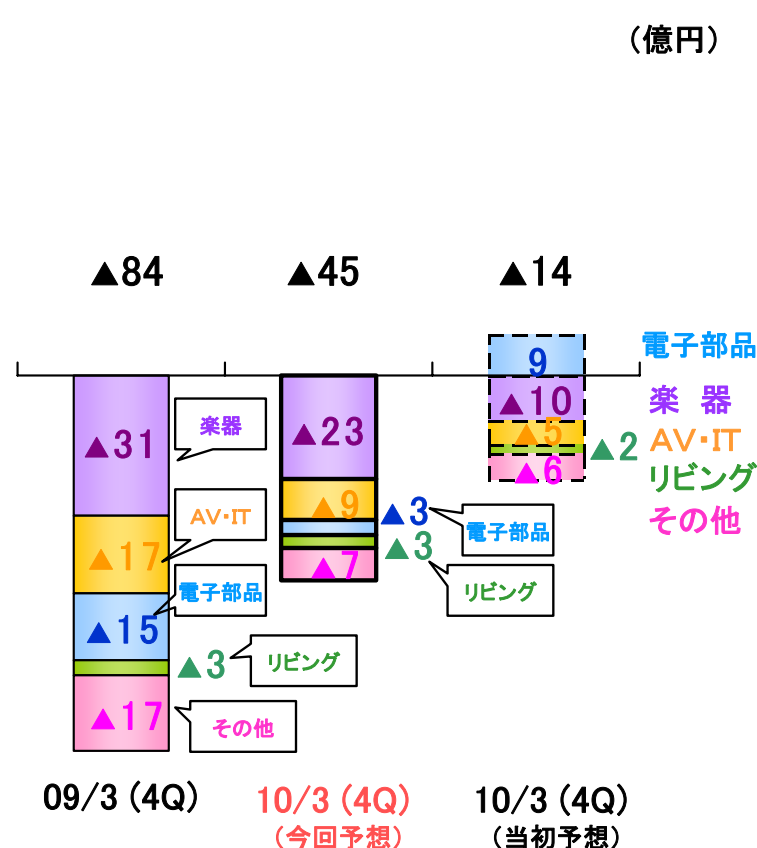 （億円）
▲84
▲45
▲14
電子部品
9
楽　器
▲10
AV・IT
▲5
▲2
リビング
▲6
その他
▲31
楽器
▲23
▲17
AV・IT
▲9
▲3
電子部品
▲3
リビング
▲7
▲15
電子部品
▲3
リビング
▲17
その他
09/3（4Q）
10/3（4Q）
（今回予想）
10/3（4Q）
（当初予想）